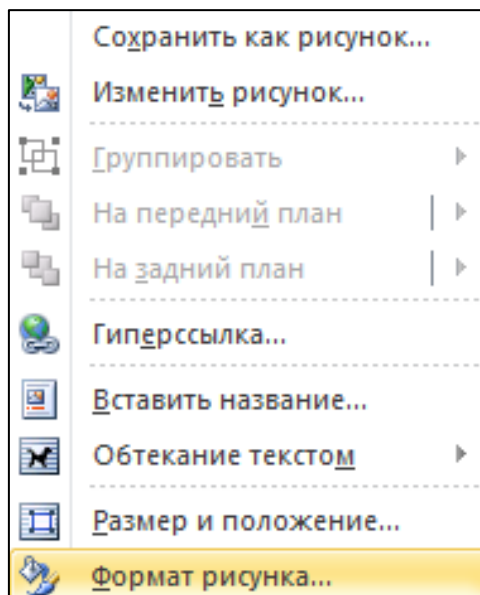 Сохранить как рисунок...
Изменить рисунок...
Группировать
На передний план
На задний план
Гиперссылка...
Вставить название...
Обтекание текстом
Размер и положение...
Формат рисунка...